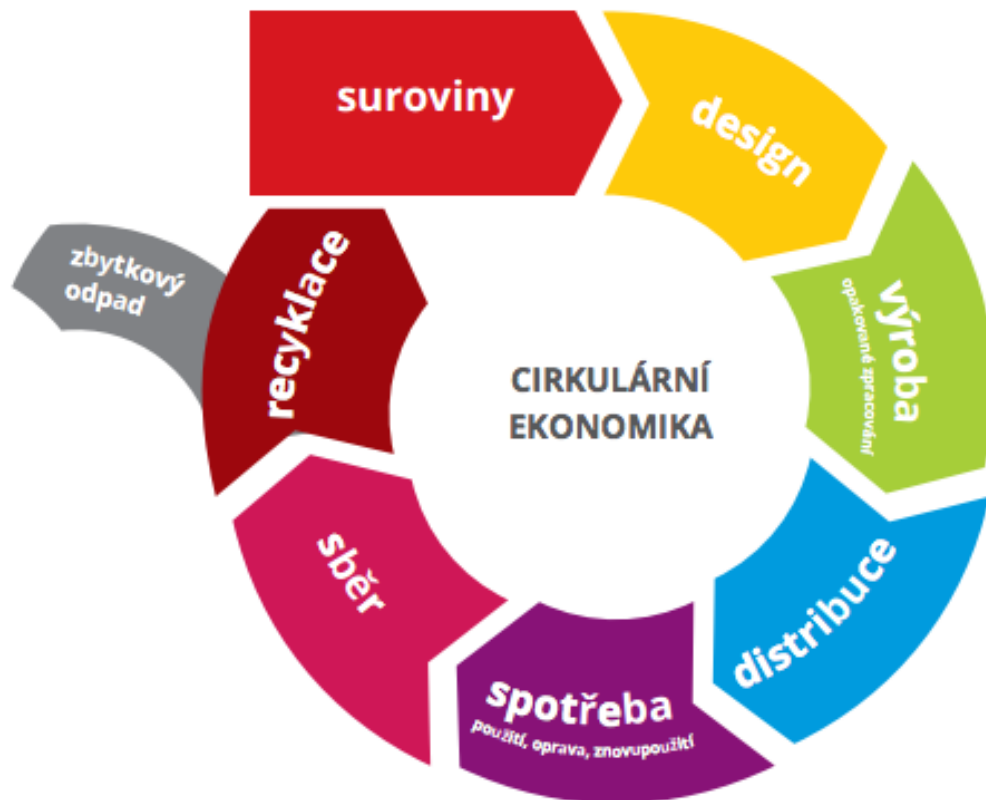 suroviny
design
výroba
opakované zpracování
distribuce
spotřeba
použití, oprava, znovupoužití
sběr
recyklace
zbytkový
odpad
CIRKULÁRNÍ
EKONOMIKA